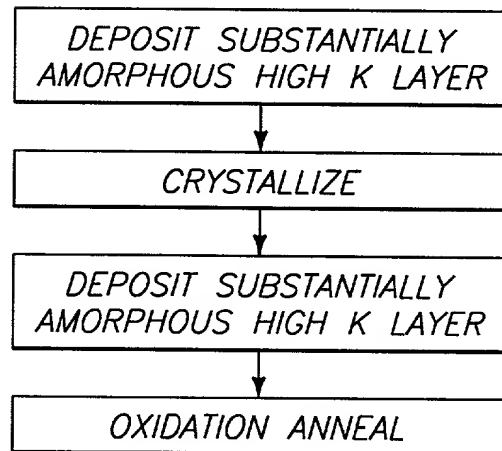 DEPOSIT SUBSTANTIALLY
AMORPHOUS HIGH K LAYER
CRYSTALLIZE
DEPOSIT SUBSTANTIALLY
AMORPHOUS HIGH K LAYER
OXIDATION ANNEAL